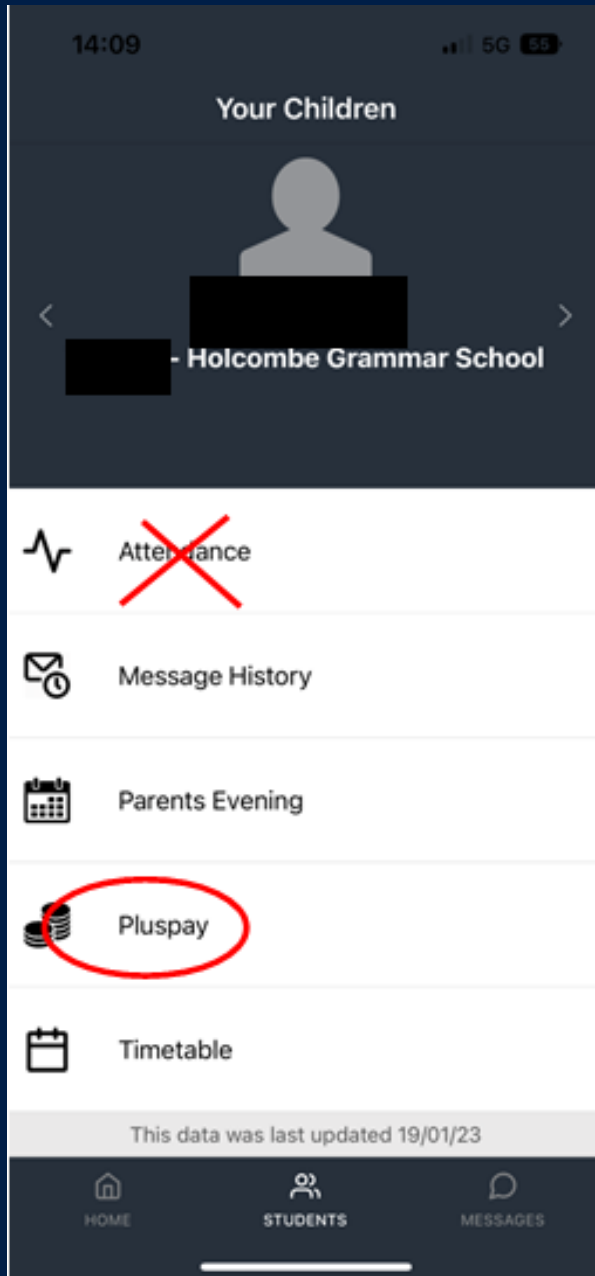 14:09 5G 55
Your Children
- Holcombe Grammar School
Attendance
Message History
Parents Evening
Pluspay
Timetable
This data was last updated 19/01/23
HOME STUDENTS MESSAGES